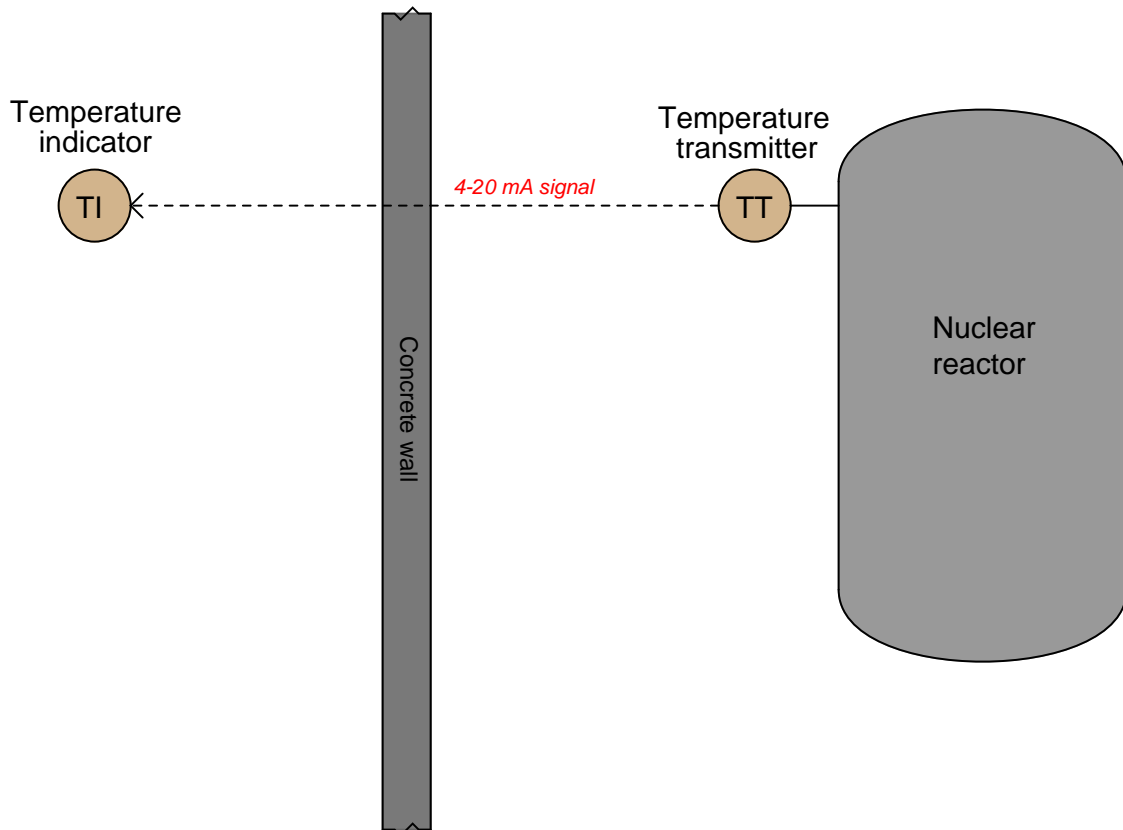 Temperature
indicator
TI
4-20 mA signal
Temperature
transmitter
TT
Concrete wall
Nuclear
reactor